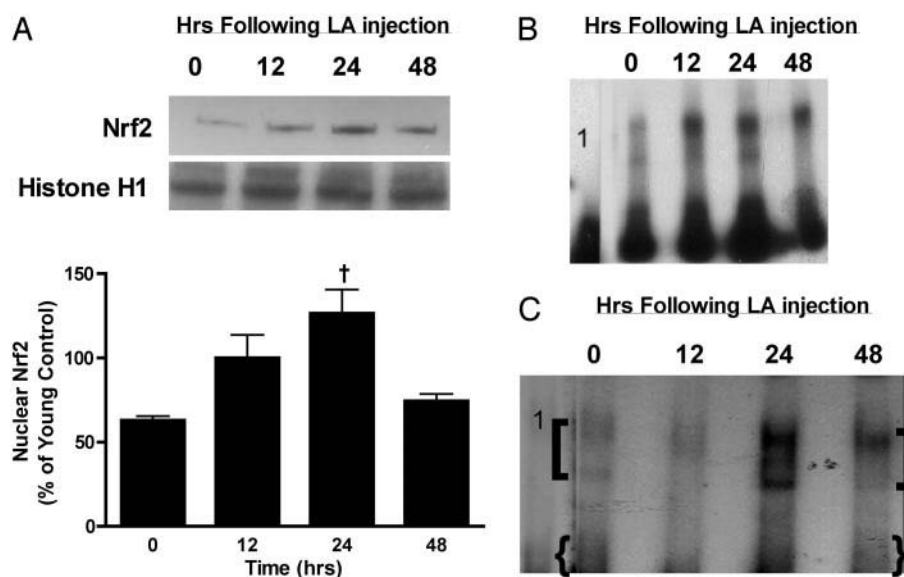 A
Hrs Following LA injection
0 12 24 48
Nrf2
Histone H1
150
100
50
0
Nuclear Nrf2
(% of Young Control)
†
0 12 24 48
Time (hrs)
B
Hrs Following LA injection
0 12 24 48
1
C
Hrs Following LA injection
0 12 24 48
1
{ }